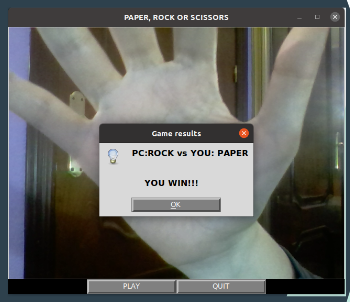 PAPER, ROCK OR SCISSORS
Game results
PC:ROCK vs YOU: PAPER
YOU WIN!!!
OK
PLAY QUIT